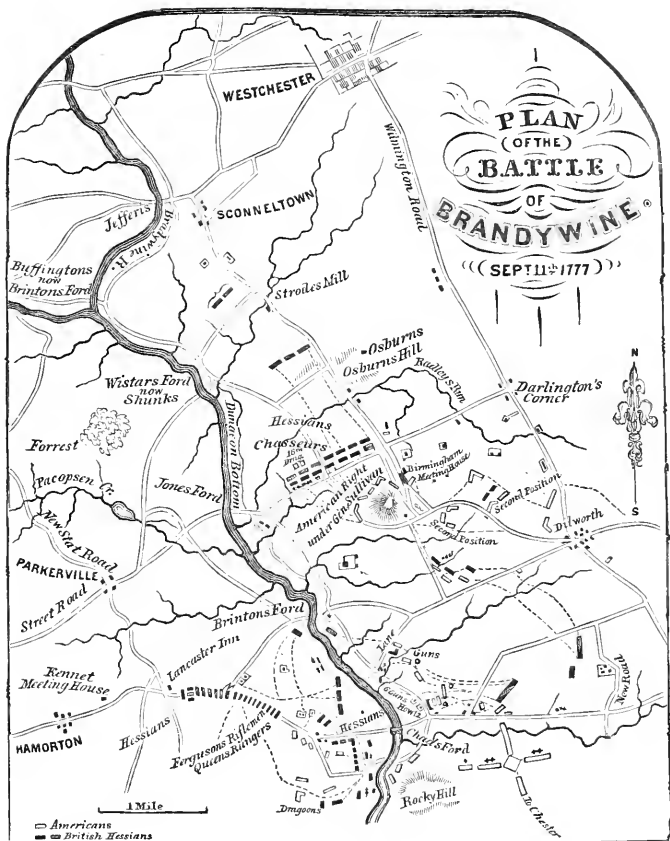 PLAN
(OF THE)
BATTLE
OF
BRANDYWINE.
(SEPT 11th 1777)
WESTCHESTER
Wilmington Road
Jefferis
Brandywine R.
SCONNELTOWN
Buffingtons
now
Brintons Ford
Strodes Mill
Osburns
Osburns Hill
Radleys Run
Wistars Ford
now
Shunks
Darlington's
Corner
N
S
Forrest
Hessians
Chasseurs
Dunoreon Bottom
Birmingham
Meeting House
American Right
under Gen. Sullivan
Pacopsen Cr.
Jones Ford
Second Position
Second Position
Dilworth
New Stat Road
PARKERVILLE
Street Road
Brintons Ford
Lancaster Inn
Lane
Guns
Kennet
Meeting House
New Road
HAMORTON
Hessians
Fergusons Riflemen
Queens Rangers
Hessians
Chads Ford
Rocky Hill
Dragoons
To Chester
1 Mile
Americans
British Hessians